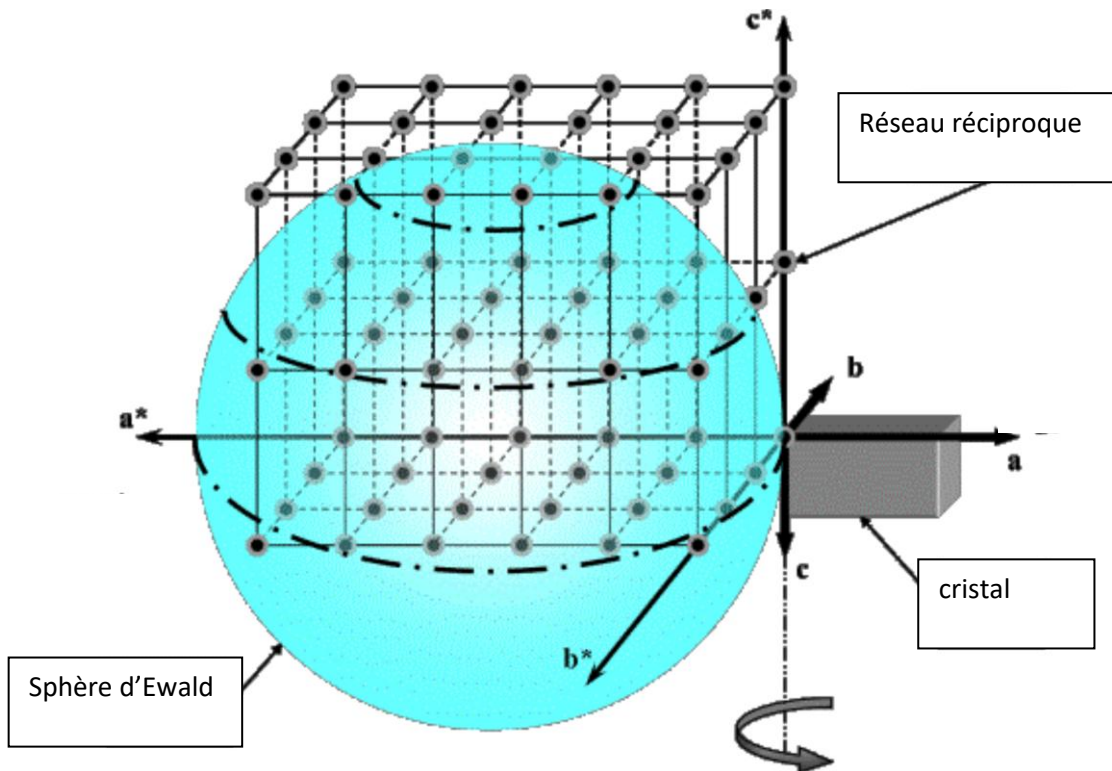 c*
Réseau réciproque
b
a*
a
c
cristal
b*
Sphère d’Ewald